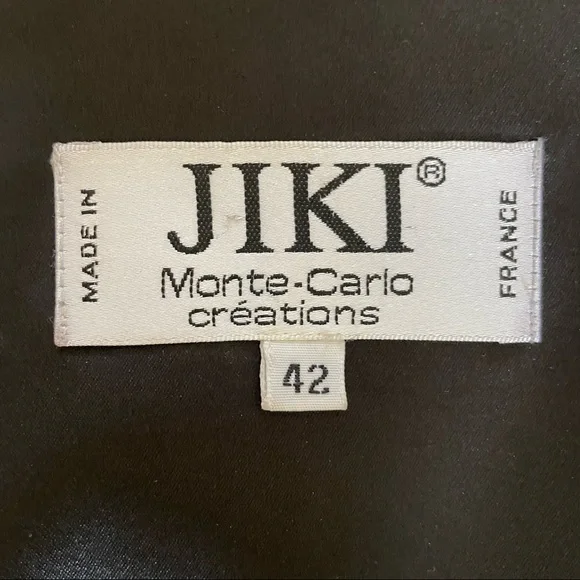 MADE IN
JIKI®
Monte-Carlo
créations
FRANCE
42